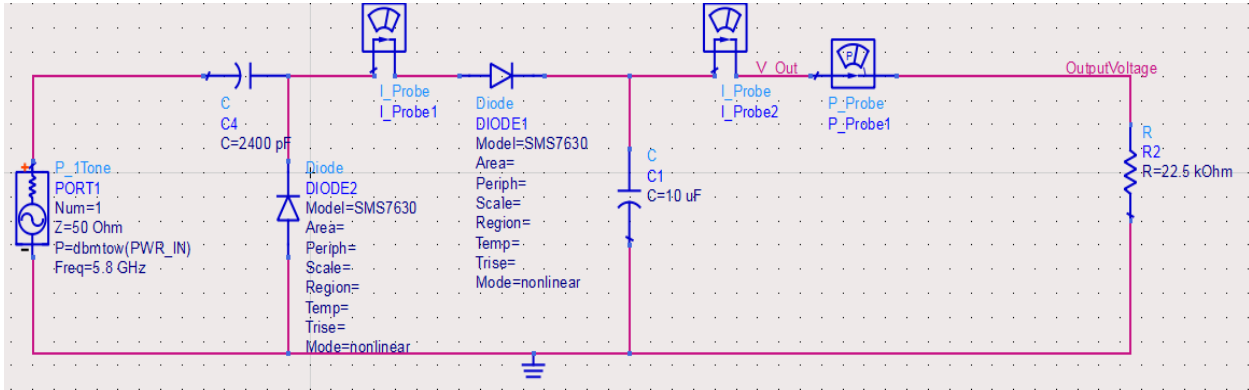 I_Probe
I_Probe1
I_Probe
I_Probe2
V_Out
P
P_Probe
P_Probe1
OutputVoltage
C
C4
C=2400 pF
Diode
DIODE1
Model=SMS7630
Area=
Periph=
Scale=
Region=
Temp=
Trise=
Mode=nonlinear
C
C1
C=10 uF
R
R2
R=22.5 kOhm
+
P_1Tone
PORT1
Num=1
Z=50 Ohm
P=dbmtow(PWR_IN)
Freq=5.8 GHz
-
Diode
DIODE2
Model=SMS7630
Area=
Periph=
Scale=
Region=
Temp=
Trise=
Mode=nonlinear